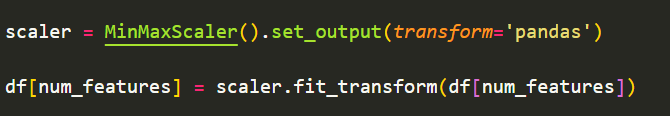 scaler = MinMaxScaler().set_output(transform='pandas')
df[num_features] = scaler.fit_transform(df[num_features])